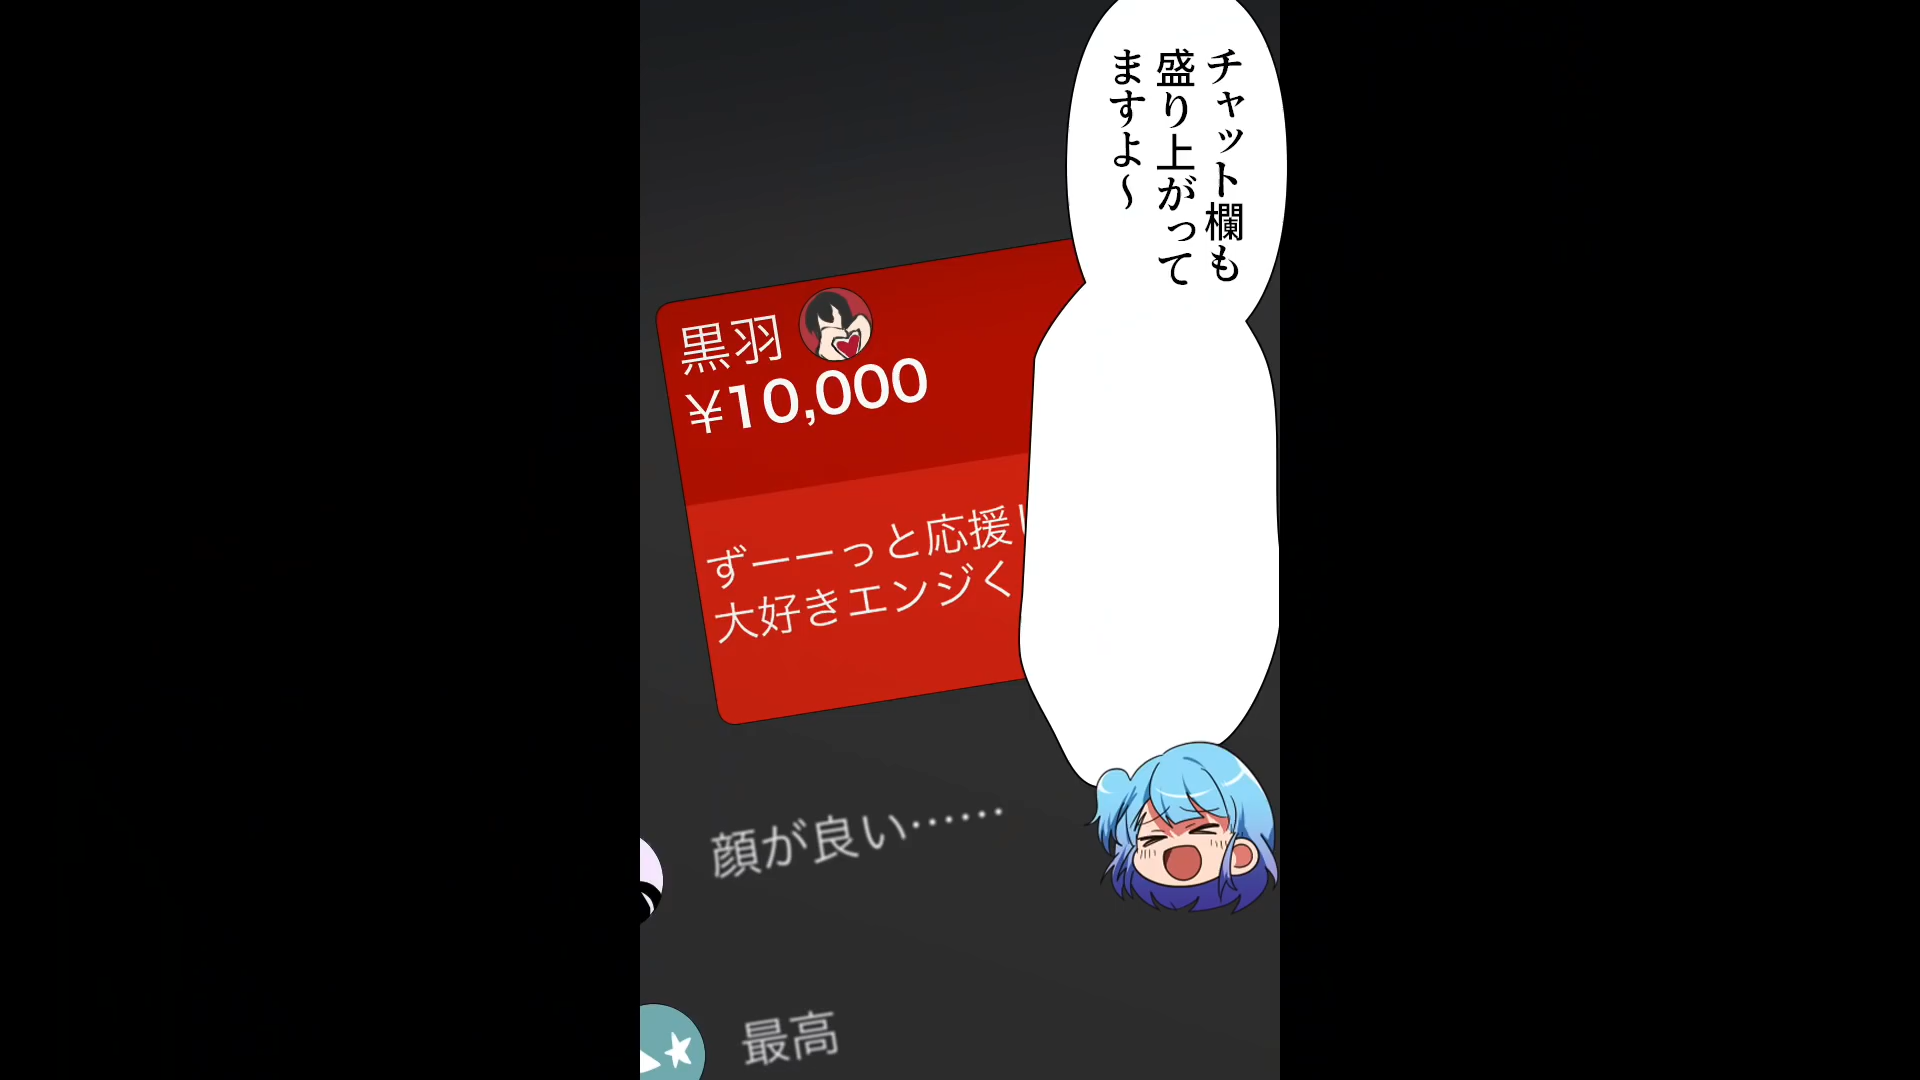 チャット欄も
盛り上がって
ますよ～
黒羽
¥10,000
ずーーっと応援し
大好きエンジく
顔が良い……
最高